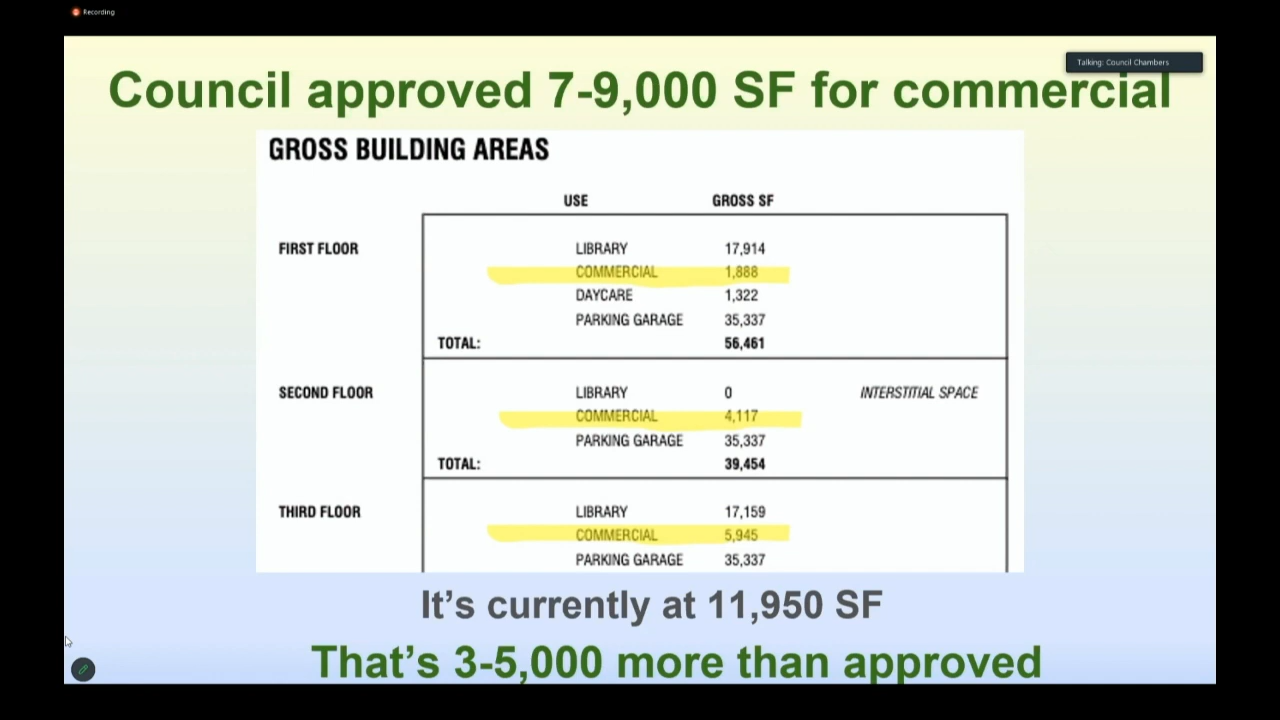 Recording
Talking: Council Chambers
Council approved 7-9,000 SF for commercial
GROSS BUILDING AREAS
USE GROSS SF
FIRST FLOOR LIBRARY 17,914
COMMERCIAL 1,888
DAYCARE 1,322
PARKING GARAGE 35,337
TOTAL: 56,461
SECOND FLOOR LIBRARY 0 INTERSTITIAL SPACE
COMMERCIAL 4,117
PARKING GARAGE 35,337
TOTAL: 39,454
THIRD FLOOR LIBRARY 17,159
COMMERCIAL 5,945
PARKING GARAGE 35,337
It’s currently at 11,950 SF
That’s 3-5,000 more than approved